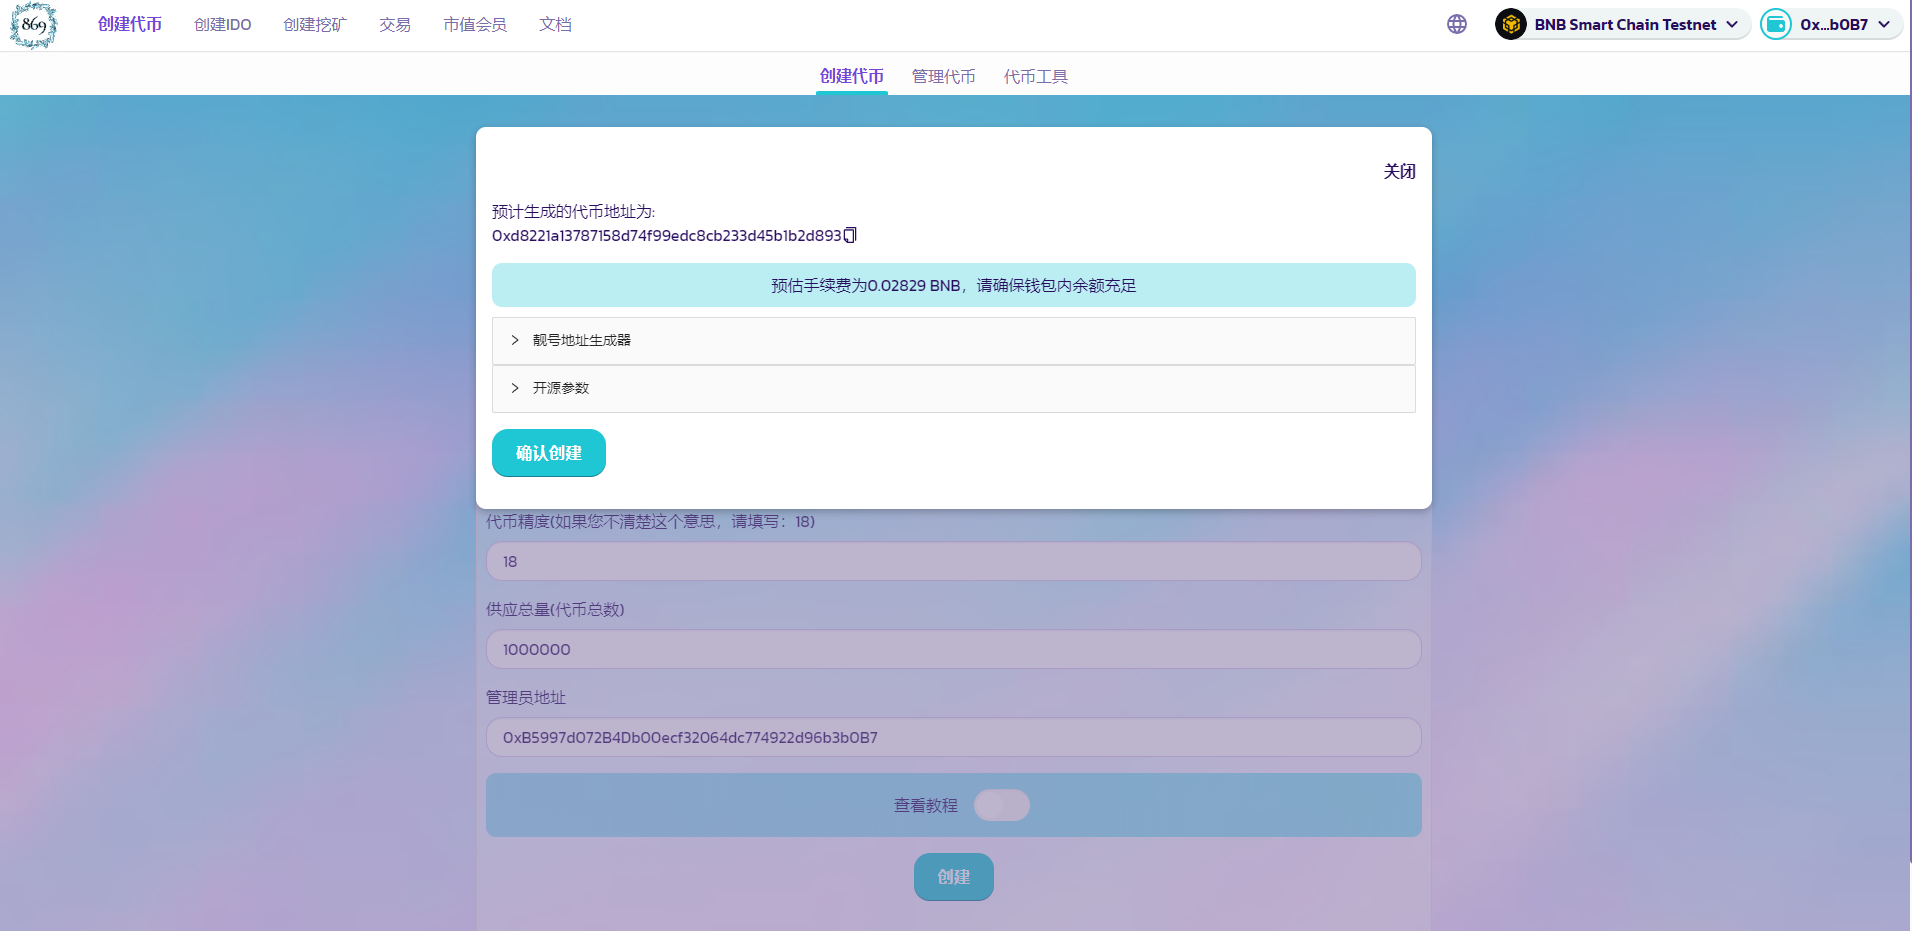 869
创建代币 创建IDO 创建挖矿 交易 市值会员 文档
BNB Smart Chain Testnet
0x...b0B7
创建代币 管理代币 代币工具
关闭
预计生成的代币地址为:
0xd8221a13787158d74f99edc8cb233d45b1b2d893
预估手续费为0.02829 BNB，请确保钱包内余额充足
靓号地址生成器
开源参数
确认创建
代币精度(如果您不清楚这个意思，请填写：18)
18
供应总量(代币总数)
1000000
管理员地址
0xB5997d072B4Db00ecf32064dc774922d96b3b0B7
查看教程
创建